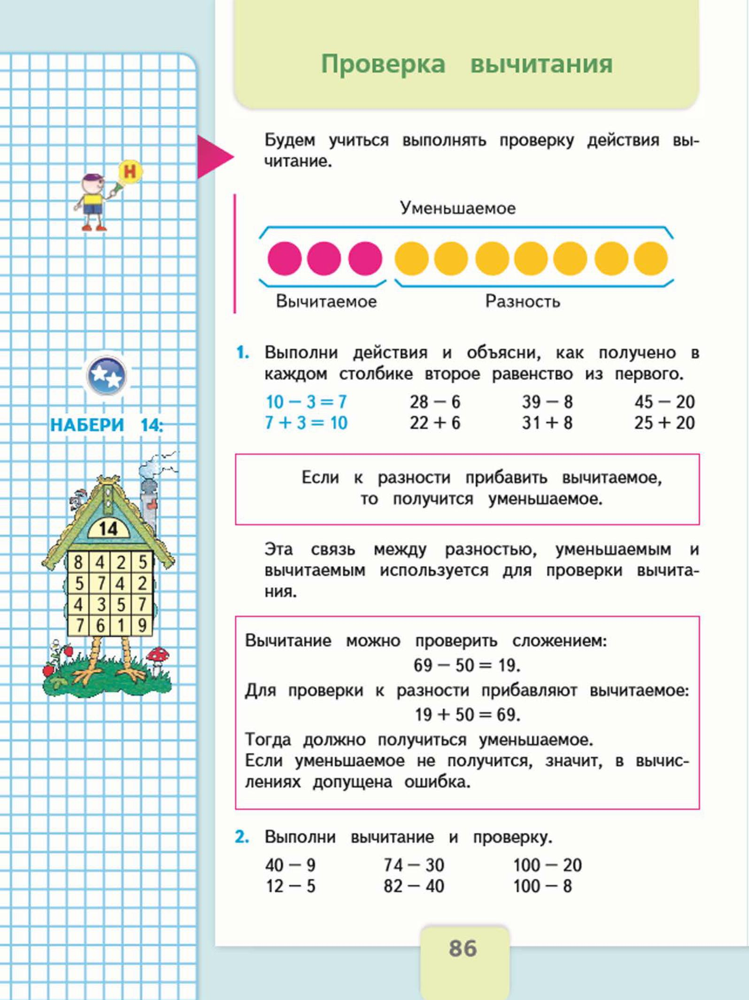 Проверка вычитания
Будем учиться выполнять проверку действия вы-
читание.
Н
Уменьшаемое
Вычитаемое Разность
1. Выполни действия и объясни, как получено в
каждом столбике второе равенство из первого.
10 − 3 = 7 28 − 6 39 − 8 45 − 20
7 + 3 = 10 22 + 6 31 + 8 25 + 20
НАБЕРИ 14:
14
8 4 2 5
5 7 4 2
4 3 5 7
7 6 1 9
Если к разности прибавить вычитаемое,
то получится уменьшаемое.
Эта связь между разностью, уменьшаемым и
вычитаемым используется для проверки вычита-
ния.
Вычитание можно проверить сложением:
69 − 50 = 19.
Для проверки к разности прибавляют вычитаемое:
19 + 50 = 69.
Тогда должно получиться уменьшаемое.
Если уменьшаемое не получится, значит, в вычис-
лениях допущена ошибка.
2. Выполни вычитание и проверку.
40 − 9 74 − 30 100 − 20
12 − 5 82 − 40 100 − 8
86